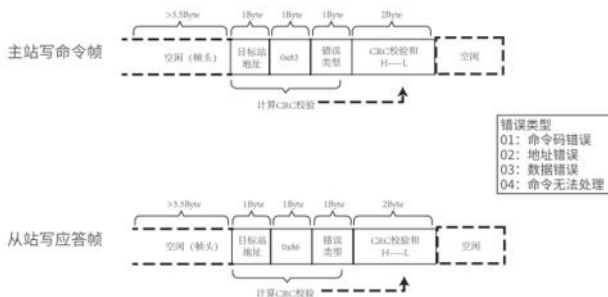 >3.5Byte 1Byte 1Byte 1Byte 2Byte
主站写命令帧 空闲（帧头） 目标站地址 0x83 错误类型 CRC校验和 H----L 空闲
计算CRC校验
错误类型
01：命令码错误
02：地址错误
03：数据错误
04：命令无法处理
>3.5Byte 1Byte 1Byte 1Byte 2Byte
从站写应答帧 空闲（帧头） 目标站地址 0x86 错误类型 CRC校验和 H----L 空闲
计算CRC校验